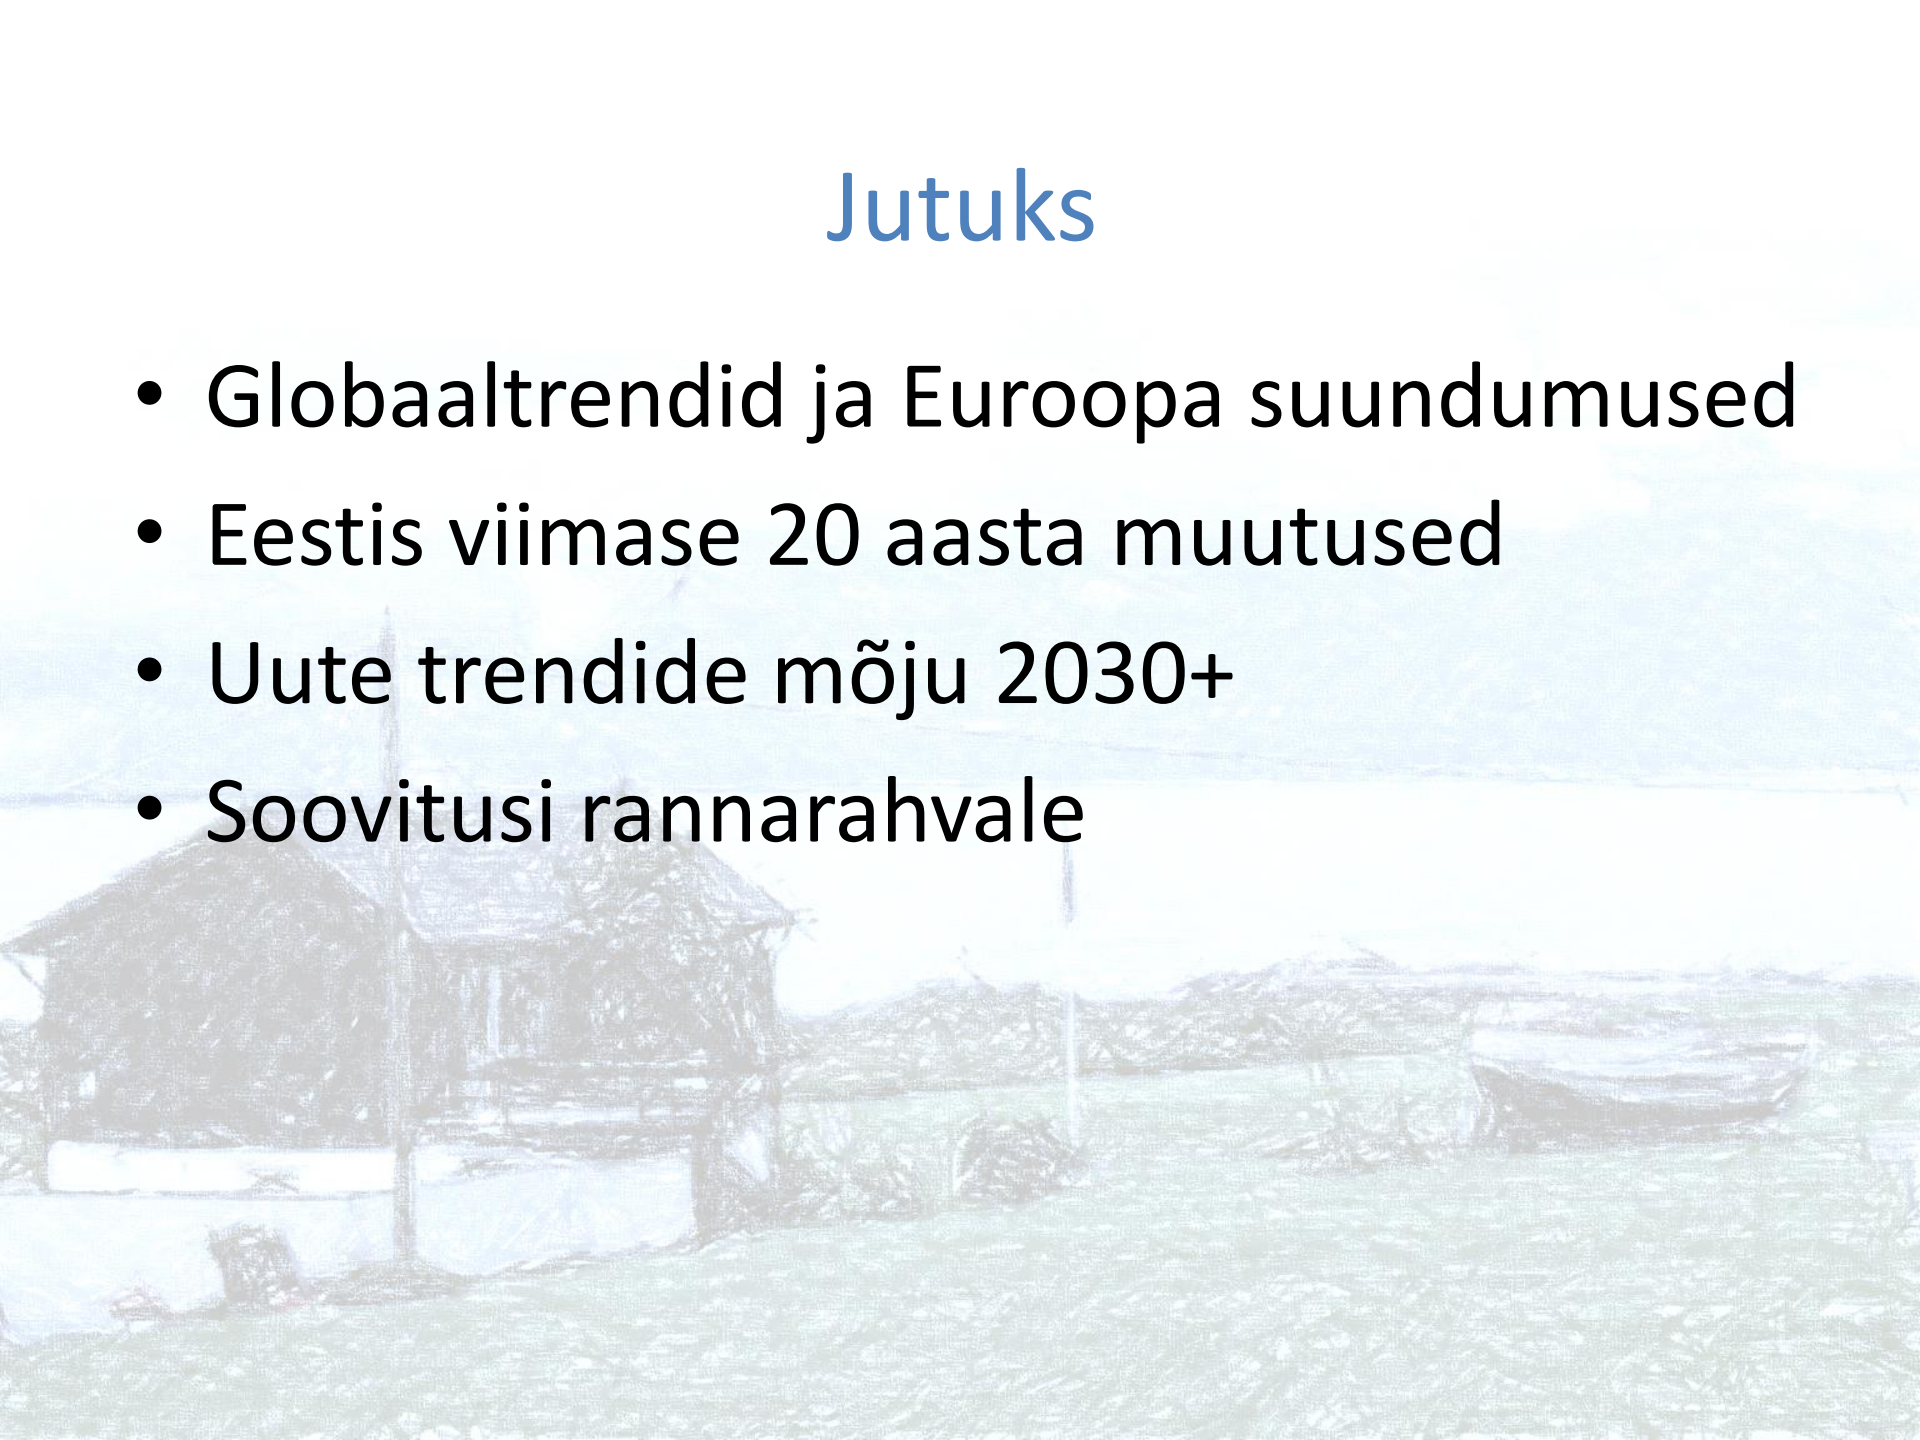 Jutuks
• Globaaltrendid ja Euroopa suundumused
• Eestis viimase 20 aasta muutused
• Uute trendide mõju 2030+
• Soovitusi rannarahvale